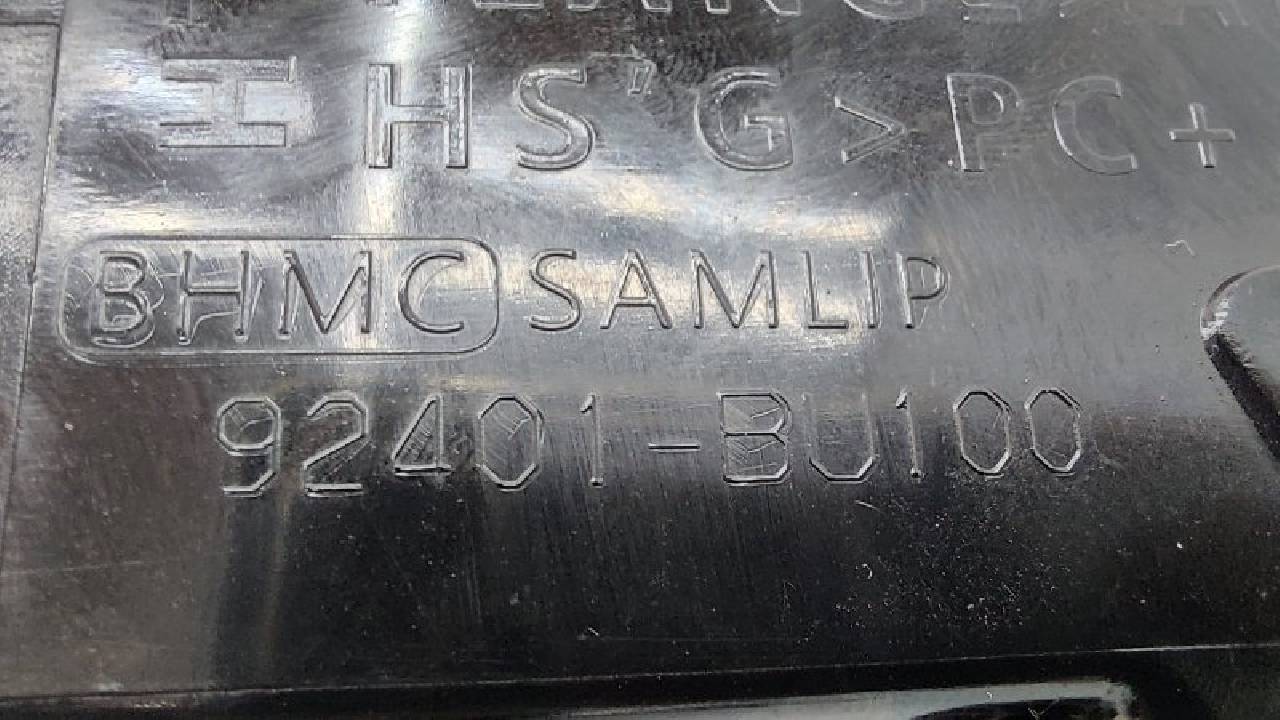 HS'G>PC+
BHMC SAMLIP
92401-BU100